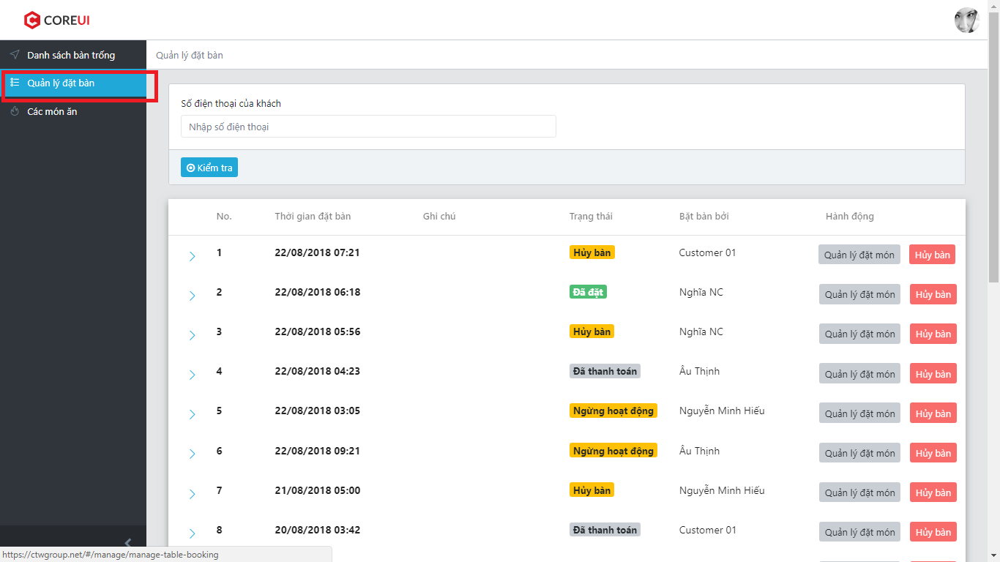 COREUI
Danh sách bàn trống
Quản lý đặt bàn
Các món ăn
Quản lý đặt bàn
Số điện thoại của khách
Nhập số điện thoại
Kiểm tra
No. Thời gian đặt bàn Ghi chú Trạng thái Bặt bàn bởi Hành động
1 22/08/2018 07:21 Hủy bàn Customer 01 Quản lý đặt món Hủy bàn
2 22/08/2018 06:18 Đã đặt Nghĩa NC Quản lý đặt món Hủy bàn
3 22/08/2018 05:56 Hủy bàn Nghĩa NC Quản lý đặt món Hủy bàn
4 22/08/2018 04:23 Đã thanh toán Âu Thịnh Quản lý đặt món Hủy bàn
5 22/08/2018 03:05 Ngừng hoạt động Nguyễn Minh Hiếu Quản lý đặt món Hủy bàn
6 22/08/2018 09:21 Ngừng hoạt động Âu Thịnh Quản lý đặt món Hủy bàn
7 21/08/2018 05:00 Hủy bàn Nguyễn Minh Hiếu Quản lý đặt món Hủy bàn
8 20/08/2018 03:42 Đã thanh toán Customer 01 Quản lý đặt món Hủy bàn
https://ctwgroup.net/#/manage/manage-table-booking